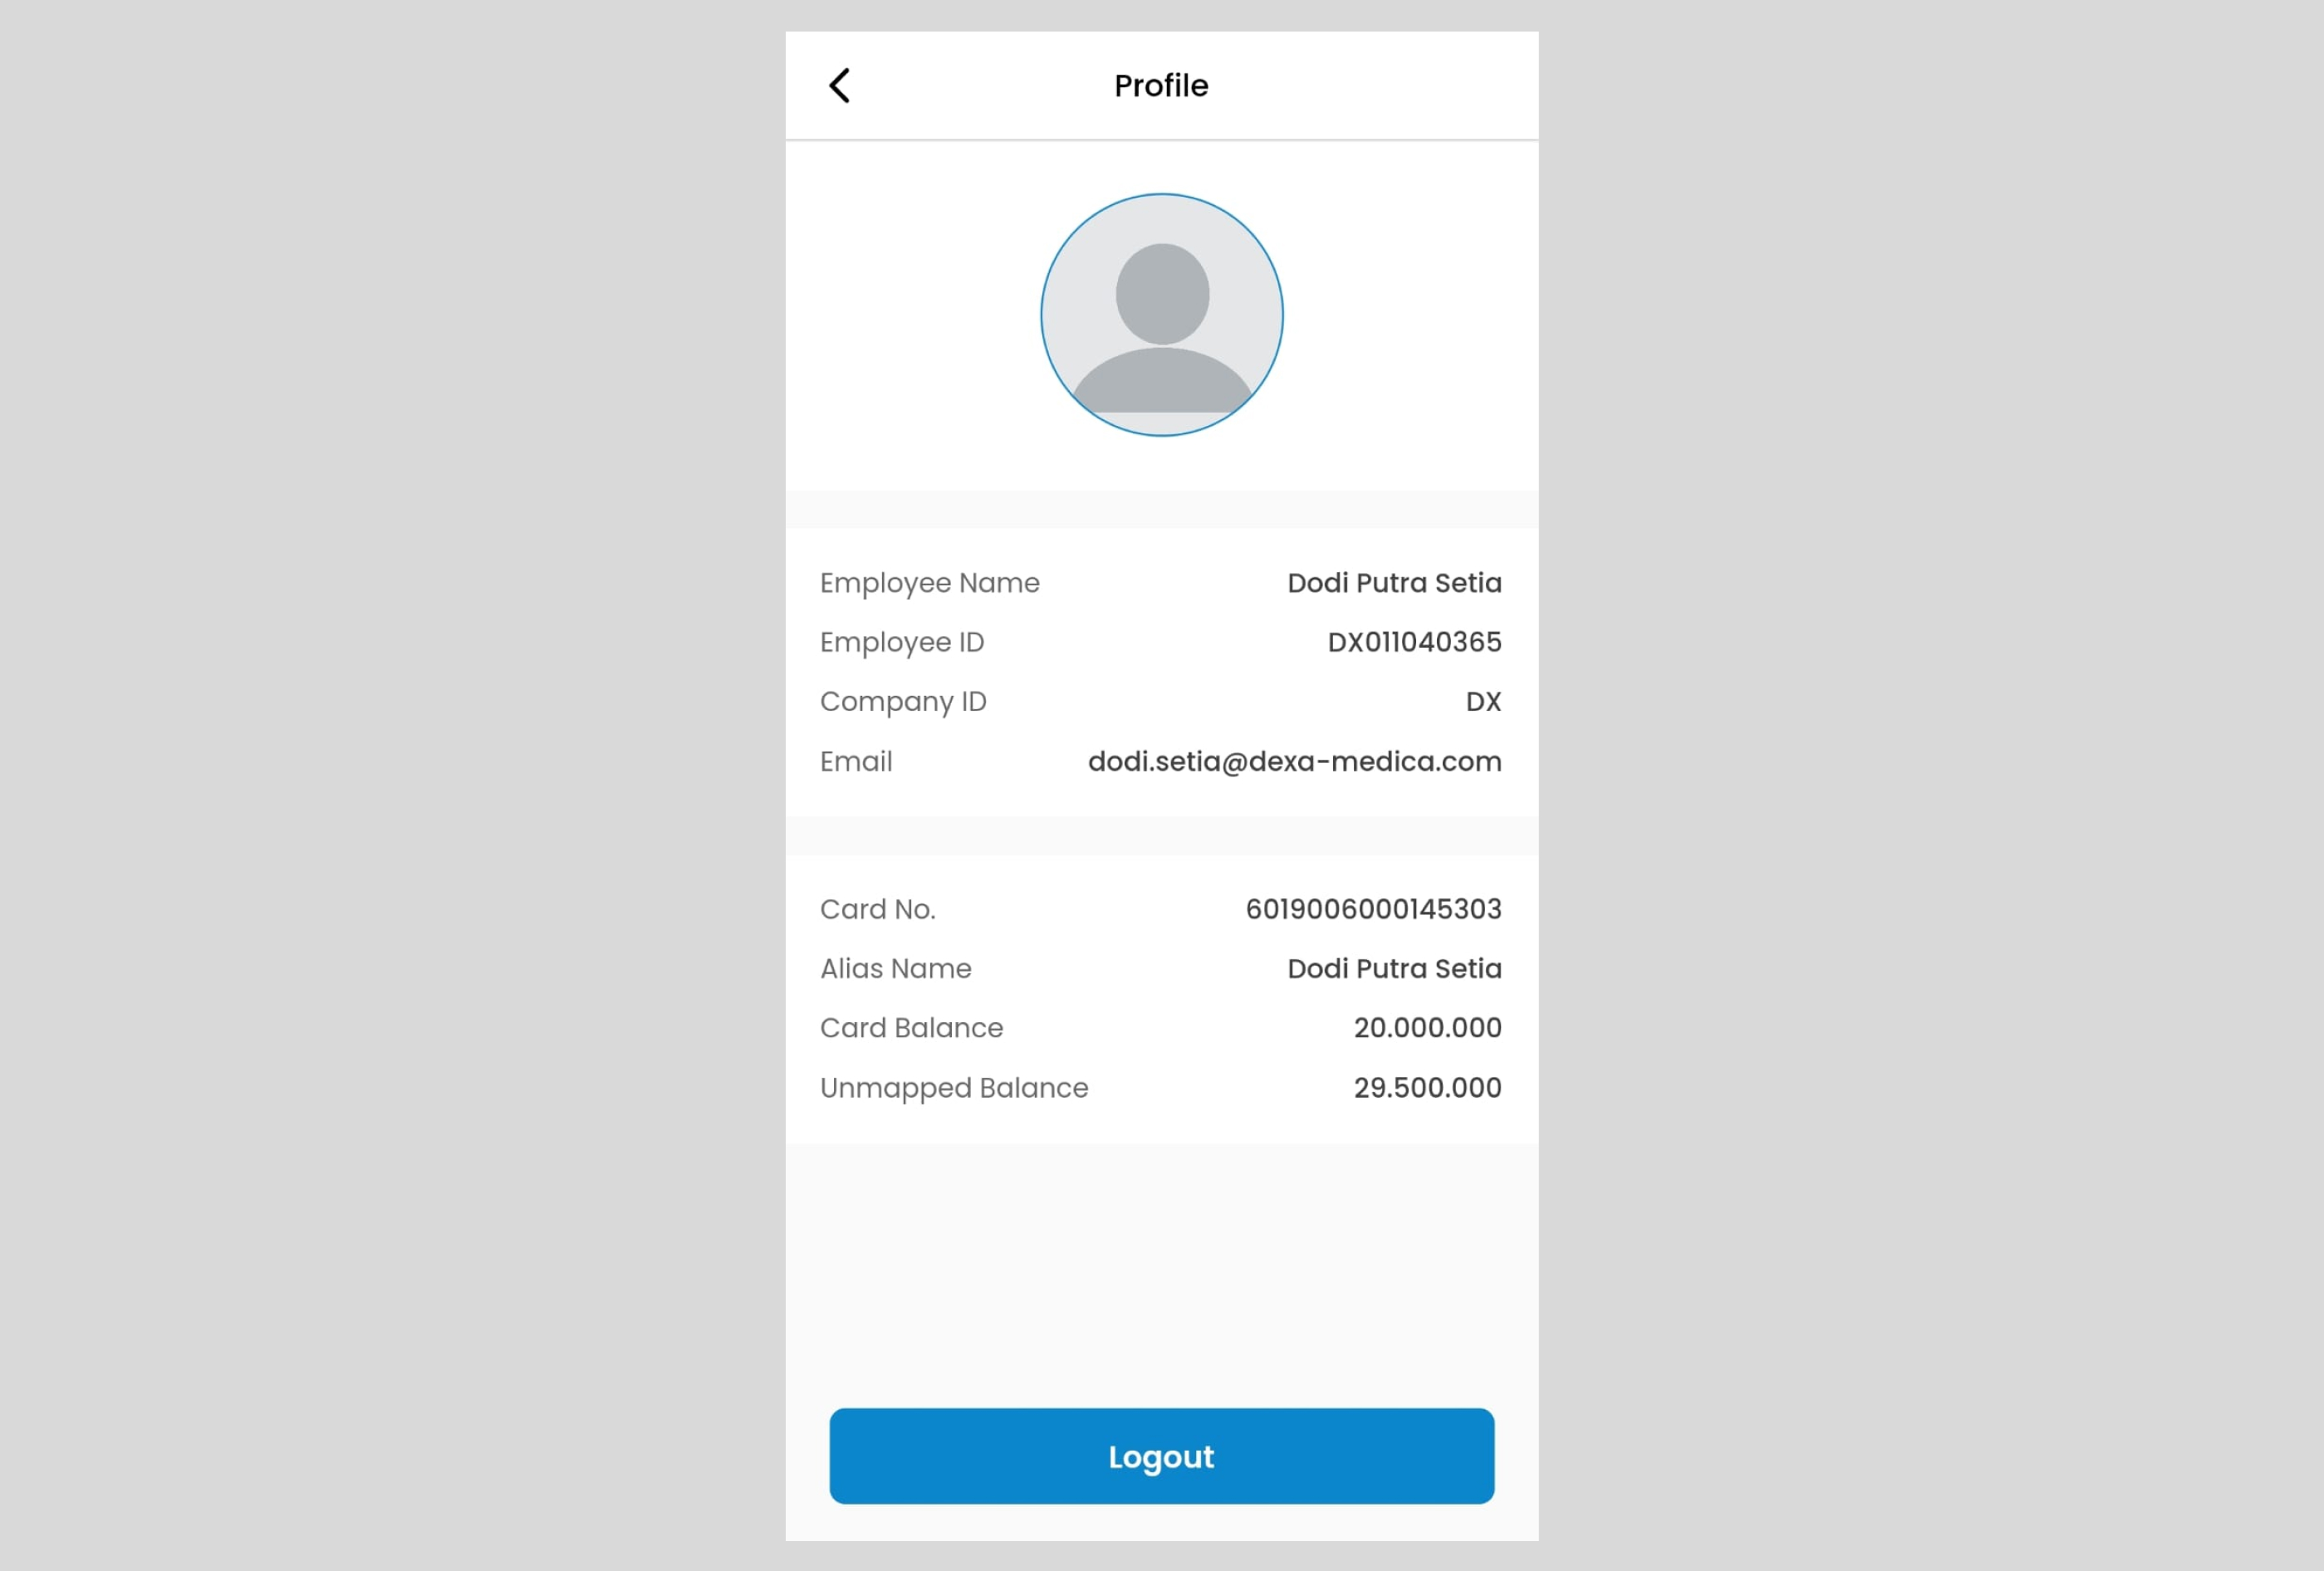 Profile
Employee Name Dodi Putra Setia
Employee ID DX011040365
Company ID DX
Email dodi.setia@dexa-medica.com
Card No. 6019006000145303
Alias Name Dodi Putra Setia
Card Balance 20.000.000
Unmapped Balance 29.500.000
Logout